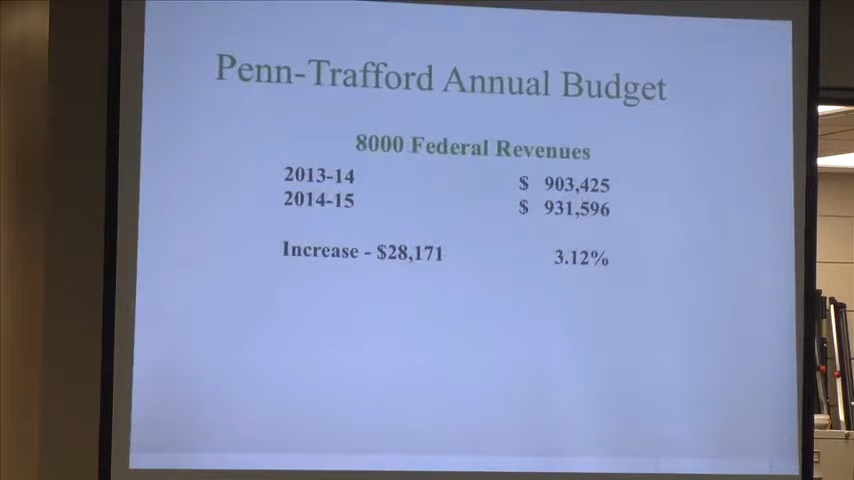 Penn-Trafford Annual Budget
8000 Federal Revenues
2013-14 $ 903,425
2014-15 $ 931,596
Increase - $28,171 3.12%